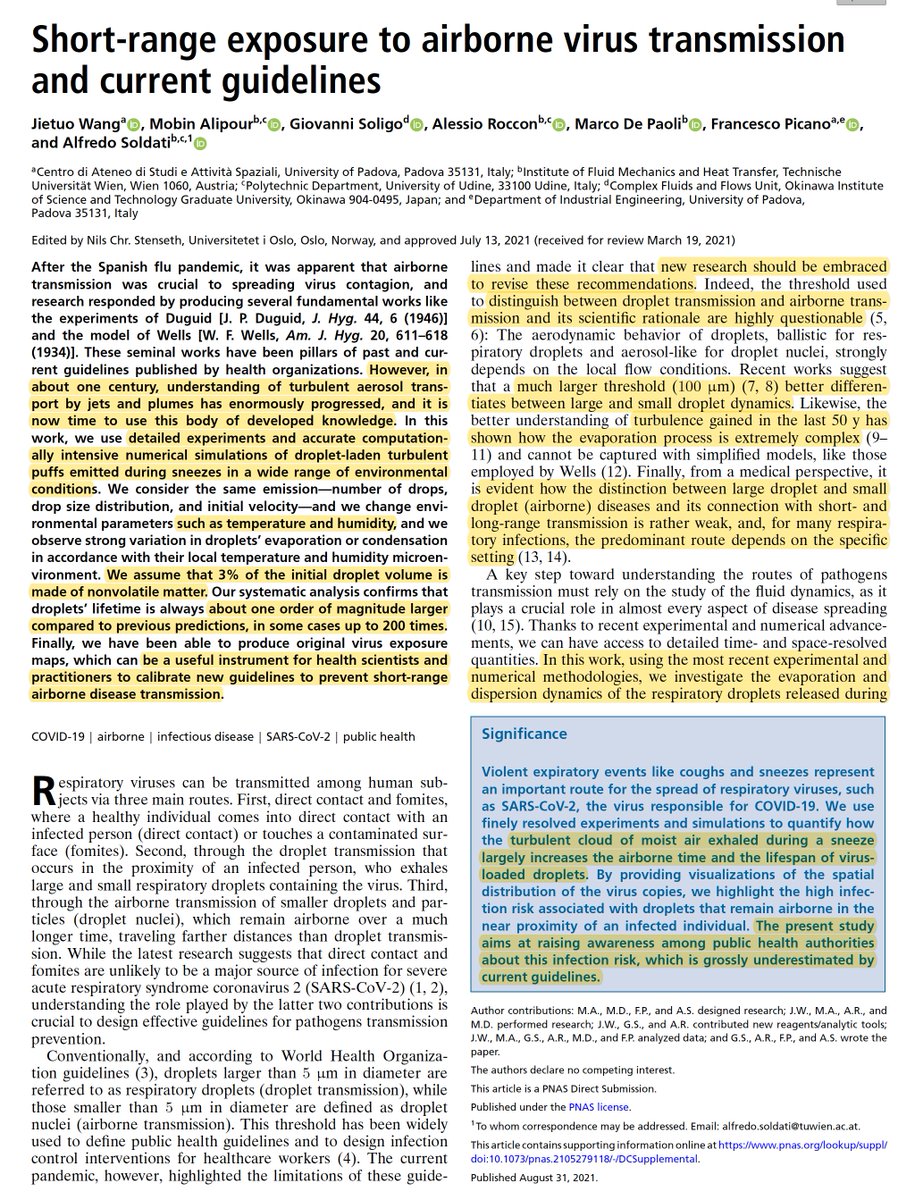 Short-range exposure to airborne virus transmission
and current guidelines
Jietuo Wangᵃ, Mobin Alipourᵇ,ᶜ, Giovanni Soligoᵈ, Alessio Rocconᵇ,ᶜ, Marco De Paoliᵇ, Francesco Picanoᵃ,ᵉ,
and Alfredo Soldatiᵇ,ᶜ,¹
ᵃCentro di Ateneo di Studi e Attività Spaziali, University of Padova, Padova 35131, Italy; ᵇInstitute of Fluid Mechanics and Heat Transfer, Technische
Universität Wien, Wien 1060, Austria; ᶜPolytechnic Department, University of Udine, 33100 Udine, Italy; ᵈComplex Fluids and Flows Unit, Okinawa Institute
of Science and Technology Graduate University, Okinawa 904-0495, Japan; and ᵉDepartment of Industrial Engineering, University of Padova,
Padova 35131, Italy
Edited by Nils Chr. Stenseth, Universitetet i Oslo, Oslo, Norway, and approved July 13, 2021 (received for review March 19, 2021)
After the Spanish flu pandemic, it was apparent that airborne
transmission was crucial to spreading virus contagion, and
research responded by producing several fundamental works like
the experiments of Duguid [J. P. Duguid, J. Hyg. 44, 6 (1946)]
and the model of Wells [W. F. Wells, Am. J. Hyg. 20, 611–618
(1934)]. These seminal works have been pillars of past and cur-
rent guidelines published by health organizations. However, in
about one century, understanding of turbulent aerosol trans-
port by jets and plumes has enormously progressed, and it is
now time to use this body of developed knowledge. In this
work, we use detailed experiments and accurate computation-
ally intensive numerical simulations of droplet-laden turbulent
puffs emitted during sneezes in a wide range of environmental
conditions. We consider the same emission—number of drops,
drop size distribution, and initial velocity—and we change envi-
ronmental parameters such as temperature and humidity, and we
observe strong variation in droplets' evaporation or condensation
in accordance with their local temperature and humidity microen-
vironment. We assume that 3% of the initial droplet volume is
made of nonvolatile matter. Our systematic analysis confirms that
droplets' lifetime is always about one order of magnitude larger
compared to previous predictions, in some cases up to 200 times.
Finally, we have been able to produce original virus exposure
maps, which can be a useful instrument for health scientists and
practitioners to calibrate new guidelines to prevent short-range
airborne disease transmission.
COVID-19 | airborne | infectious disease | SARS-CoV-2 | public health
Respiratory viruses can be transmitted among human sub-
jects via three main routes. First, direct contact and fomites,
where a healthy individual comes into direct contact with an
infected person (direct contact) or touches a contaminated sur-
face (fomites). Second, through the droplet transmission that
occurs in the proximity of an infected person, who exhales
large and small respiratory droplets containing the virus. Third,
through the airborne transmission of smaller droplets and par-
ticles (droplet nuclei), which remain airborne over a much
longer time, traveling farther distances than droplet transmis-
sion. While the latest research suggests that direct contact and
fomites are unlikely to be a major source of infection for severe
acute respiratory syndrome coronavirus 2 (SARS-CoV-2) (1, 2),
understanding the role played by the latter two contributions is
crucial to design effective guidelines for pathogens transmission
prevention.
Conventionally, and according to World Health Organiza-
tion guidelines (3), droplets larger than 5 μm in diameter are
referred to as respiratory droplets (droplet transmission), while
those smaller than 5 μm in diameter are defined as droplet
nuclei (airborne transmission). This threshold has been widely
used to define public health guidelines and to design infection
control interventions for healthcare workers (4). The current
pandemic, however, highlighted the limitations of these guide-
lines and made it clear that new research should be embraced
to revise these recommendations. Indeed, the threshold used
to distinguish between droplet transmission and airborne trans-
mission and its scientific rationale are highly questionable (5,
6): The aerodynamic behavior of droplets, ballistic for res-
piratory droplets and aerosol-like for droplet nuclei, strongly
depends on the local flow conditions. Recent works suggest
that a much larger threshold (100 μm) (7, 8) better differen-
tiates between large and small droplet dynamics. Likewise, the
better understanding of turbulence gained in the last 50 y has
shown how the evaporation process is extremely complex (9–
11) and cannot be captured with simplified models, like those
employed by Wells (12). Finally, from a medical perspective, it
is evident how the distinction between large droplet and small
droplet (airborne) diseases and its connection with short- and
long-range transmission is rather weak, and, for many respira-
tory infections, the predominant route depends on the specific
setting (13, 14).
A key step toward understanding the routes of pathogens
transmission must rely on the study of the fluid dynamics, as it
plays a crucial role in almost every aspect of disease spreading
(10, 15). Thanks to recent experimental and numerical advance-
ments, we can have access to detailed time- and space-resolved
quantities. In this work, using the most recent experimental and
numerical methodologies, we investigate the evaporation and
dispersion dynamics of the respiratory droplets released during
Significance
Violent expiratory events like coughs and sneezes represent
an important route for the spread of respiratory viruses, such
as SARS-CoV-2, the virus responsible for COVID-19. We use
finely resolved experiments and simulations to quantify how
the turbulent cloud of moist air exhaled during a sneeze
largely increases the airborne time and the lifespan of virus-
loaded droplets. By providing visualizations of the spatial
distribution of the virus copies, we highlight the high infec-
tion risk associated with droplets that remain airborne in the
near proximity of an infected individual. The present study
aims at raising awareness among public health authorities
about this infection risk, which is grossly underestimated by
current guidelines.
Author contributions: M.A., M.D., F.P., and A.S. designed research; J.W., M.A., A.R., and
M.D. performed research; J.W., G.S., and A.R. contributed new reagents/analytic tools;
J.W., M.A., G.S., A.R., M.D., and F.P. analyzed data; and G.S., A.R., F.P., and A.S. wrote the
paper.
The authors declare no competing interest.
This article is a PNAS Direct Submission.
Published under the PNAS license.
¹To whom correspondence may be addressed. Email: alfredo.soldati@tuwien.ac.at.
This article contains supporting information online at https://www.pnas.org/lookup/suppl/
doi:10.1073/pnas.2105279118/-/DCSupplemental.
Published August 31, 2021.